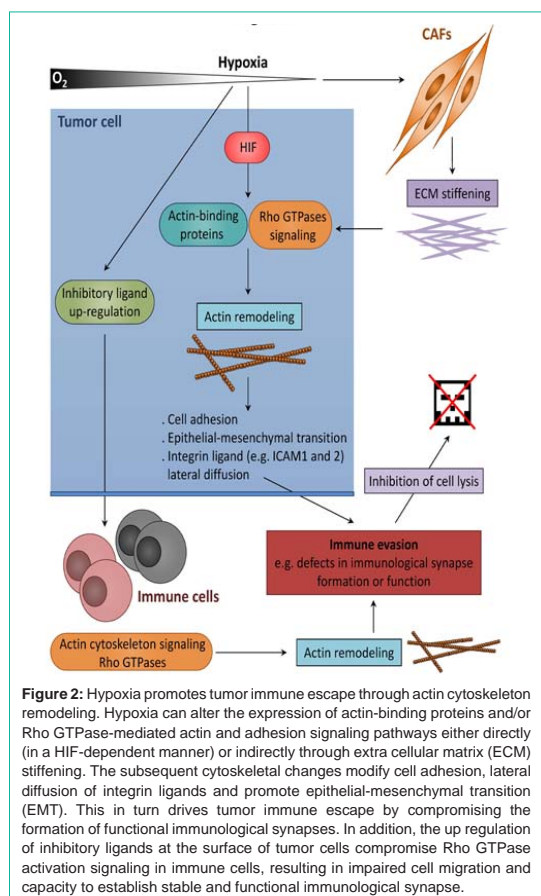 Hypoxia
O2
CAFs
Tumor cell
HIF
ECM stiffening
Actin-binding
proteins
Rho GTPases
signaling
Inhibitory ligand
up-regulation
Actin remodeling
. Cell adhesion
. Epithelial-mesenchymal transition
. Integrin ligand (e.g. ICAM1 and 2)
lateral diffusion
Inhibition of cell lysis
Immune evasion
e.g. defects in immunological synapse
formation or function
Immune cells
Actin cytoskeleton signaling
Rho GTPases
Actin remodeling
Figure 2: Hypoxia promotes tumor immune escape through actin cytoskeleton
remodeling. Hypoxia can alter the expression of actin-binding proteins and/or
Rho GTPase-mediated actin and adhesion signaling pathways either directly
(in a HIF-dependent manner) or indirectly through extra cellular matrix (ECM)
stiffening. The subsequent cytoskeletal changes modify cell adhesion, lateral
diffusion of integrin ligands and promote epithelial-mesenchymal transition
(EMT). This in turn drives tumor immune escape by compromising the
formation of functional immunological synapses. In addition, the up regulation
of inhibitory ligands at the surface of tumor cells compromise Rho GTPase
activation signaling in immune cells, resulting in impaired cell migration and
capacity to establish stable and functional immunological synapse.